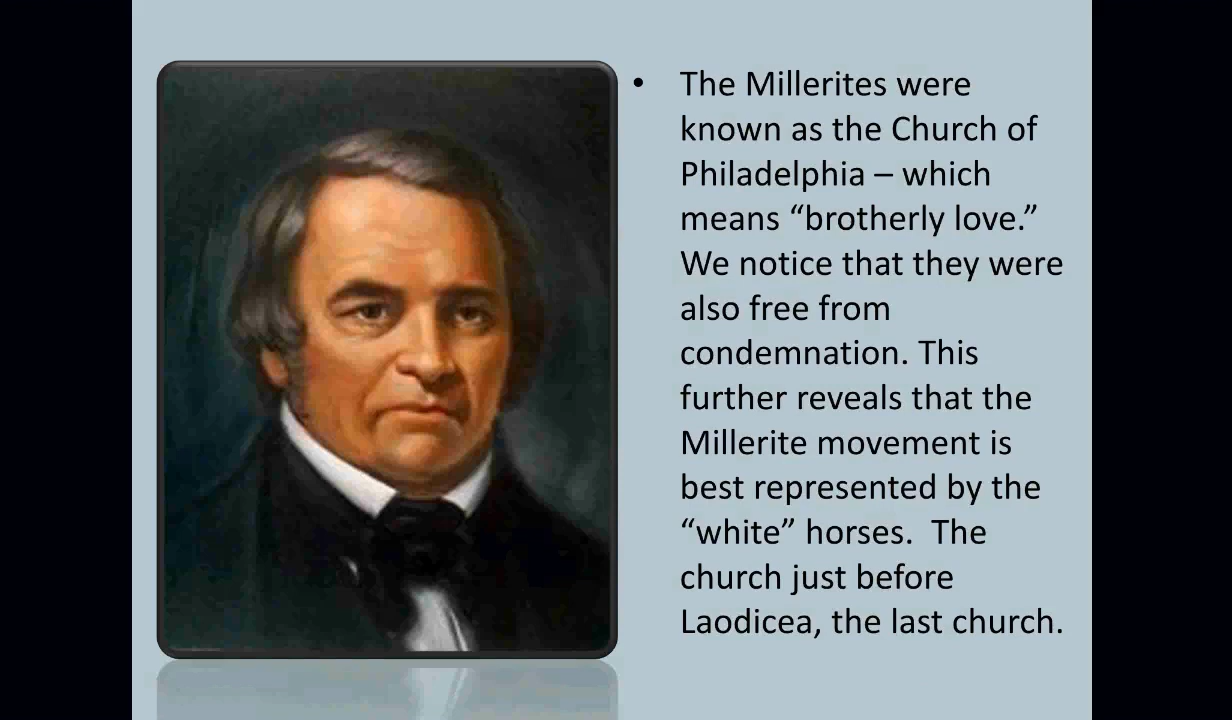 • The Millerites were
known as the Church of
Philadelphia – which
means “brotherly love.”
We notice that they were
also free from
condemnation. This
further reveals that the
Millerite movement is
best represented by the
“white” horses.  The
church just before
Laodicea, the last church.